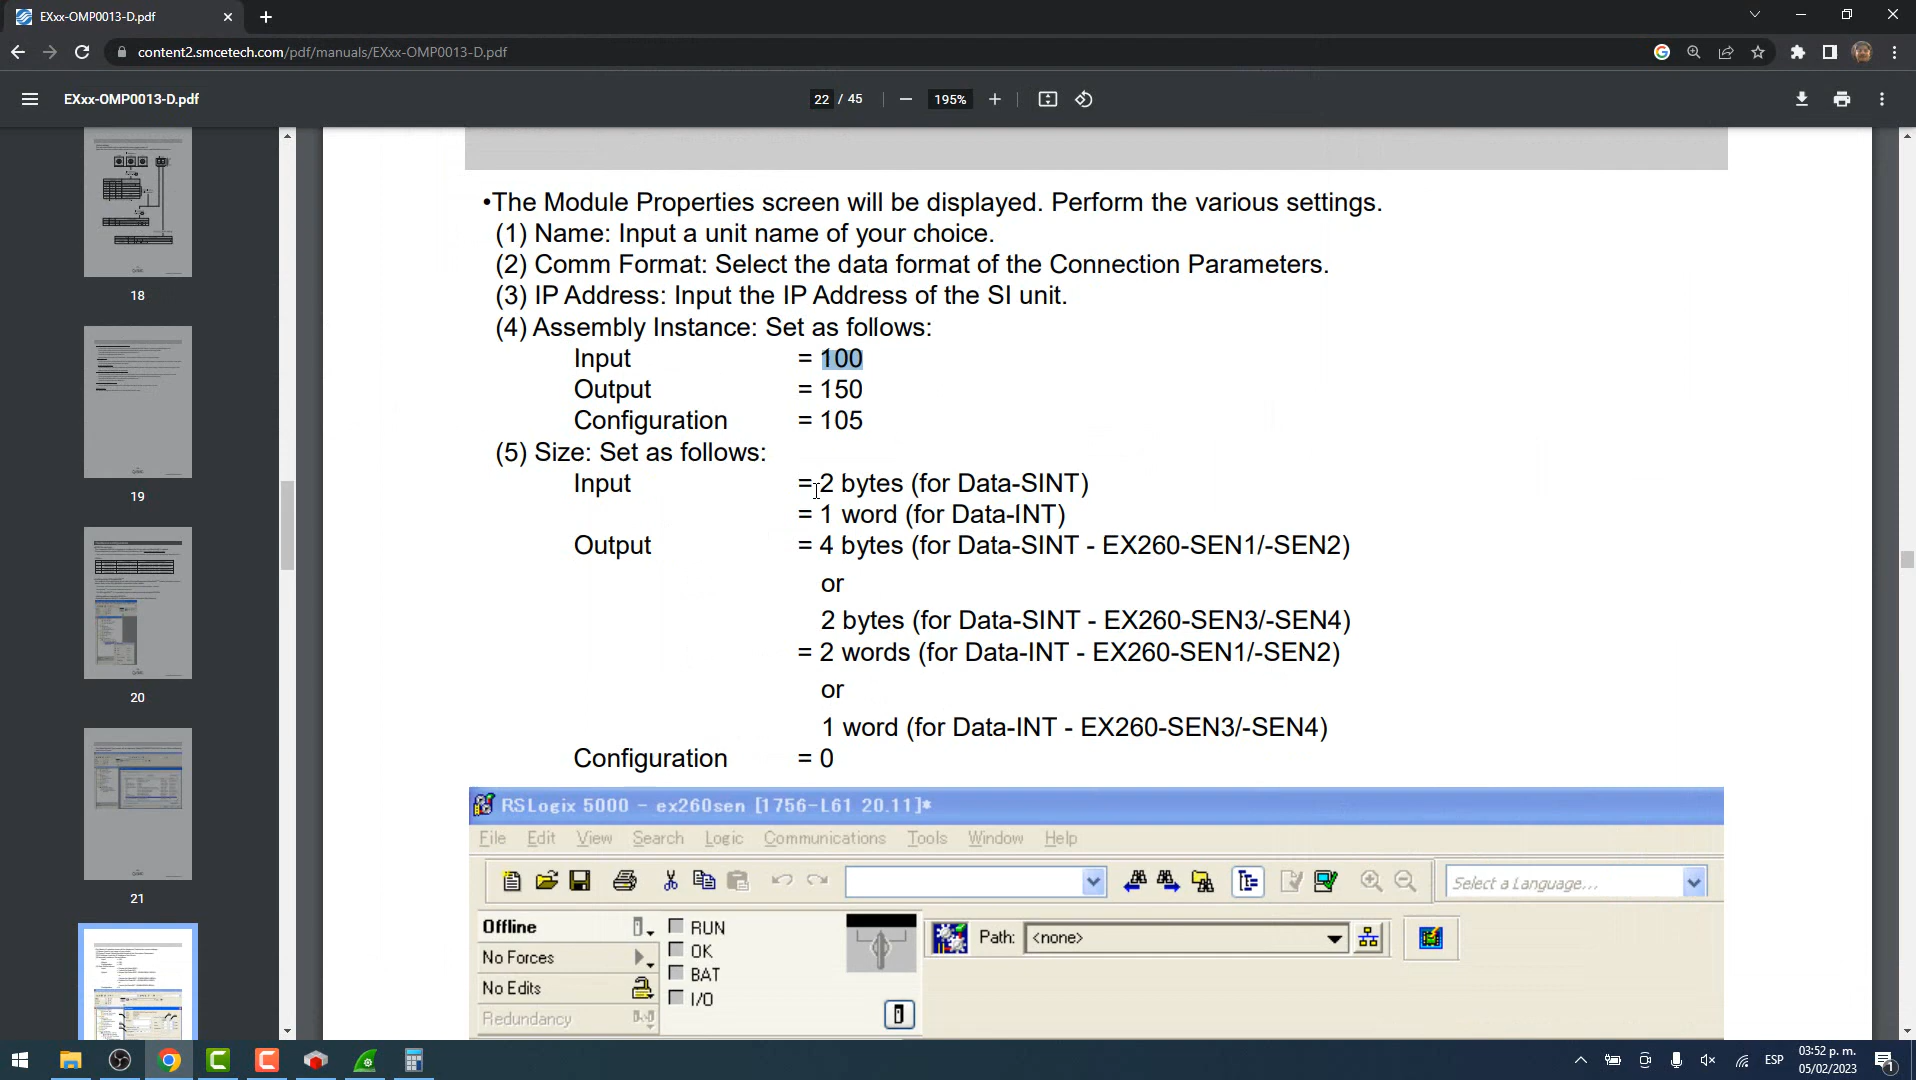 EXxx-OMP0013-D.pdf
content2.smcetech.com/pdf/manuals/EXxx-OMP0013-D.pdf
EXxx-OMP0013-D.pdf
22 / 45
195%
18
19
20
21
•The Module Properties screen will be displayed. Perform the various settings.
(1) Name: Input a unit name of your choice.
(2) Comm Format: Select the data format of the Connection Parameters.
(3) IP Address: Input the IP Address of the SI unit.
(4) Assembly Instance: Set as follows:
Input = 100
Output = 150
Configuration = 105
(5) Size: Set as follows:
Input = 2 bytes (for Data-SINT)
= 1 word (for Data-INT)
Output = 4 bytes (for Data-SINT - EX260-SEN1/-SEN2)
or
2 bytes (for Data-SINT - EX260-SEN3/-SEN4)
= 2 words (for Data-INT - EX260-SEN1/-SEN2)
or
1 word (for Data-INT - EX260-SEN3/-SEN4)
Configuration = 0
RSLogix 5000 - ex260sen [1756-L61 20.11]*
File Edit View Search Logic Communications Tools Window Help
Select a Language...
Offline
RUN
No Forces
OK
No Edits
BAT
Redundancy
I/O
Path: <none>
ESP
03:52 p. m.
05/02/2023
1